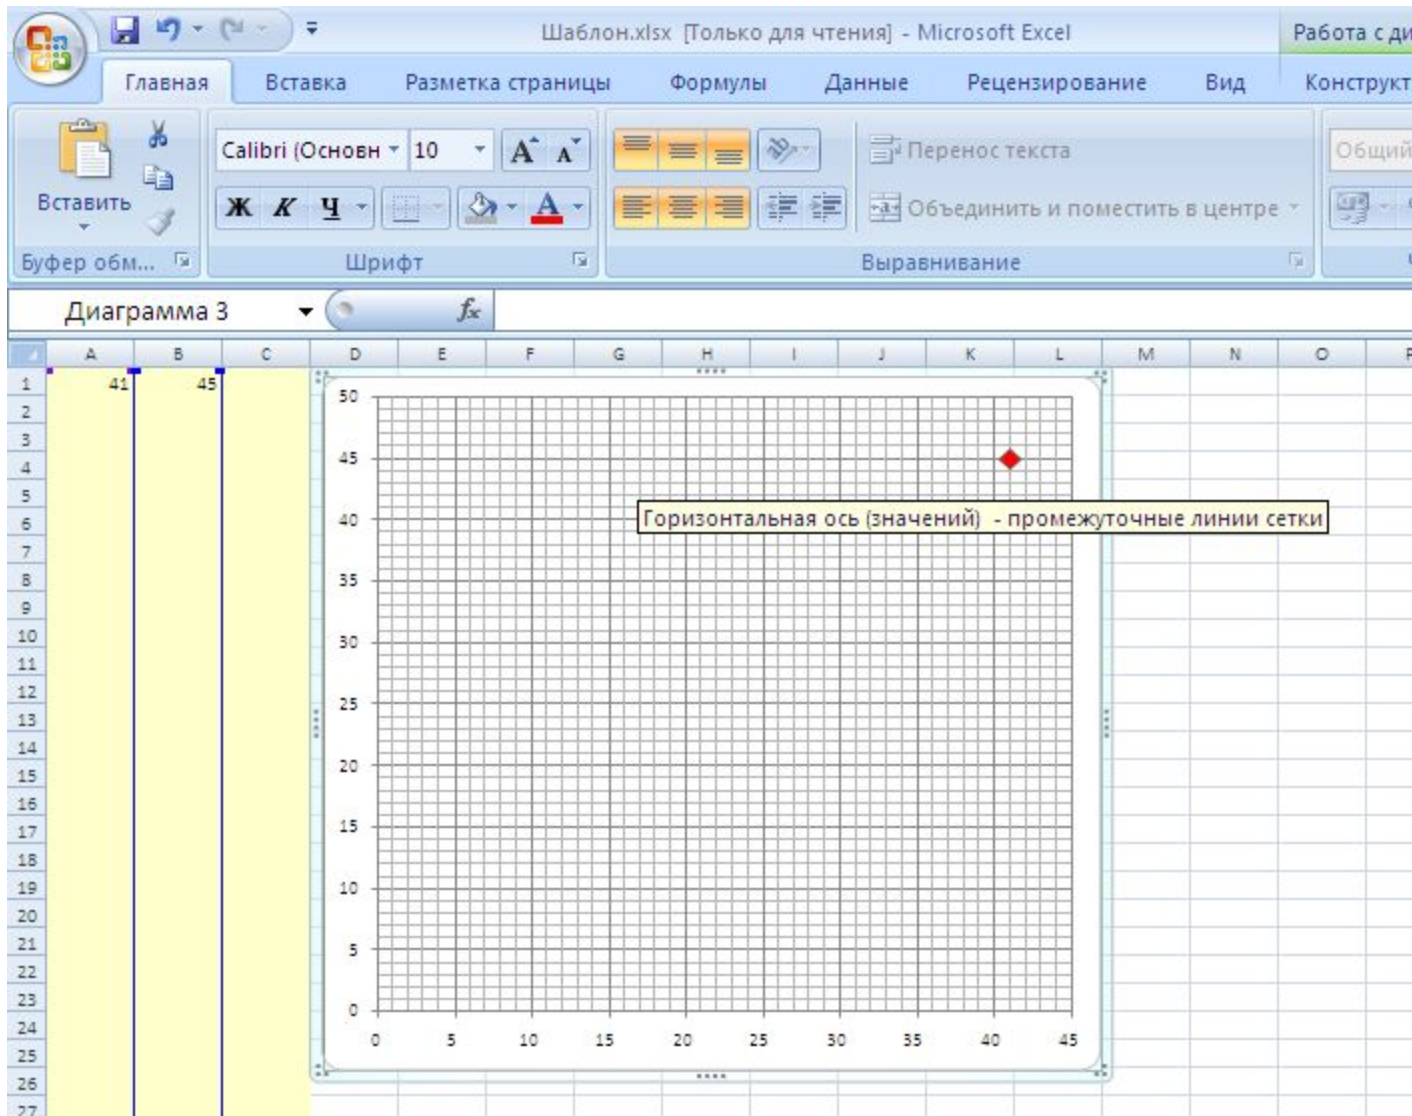 Шаблон.xlsx [Только для чтения] - Microsoft Excel
Работа с ди
Главная Вставка Разметка страницы Формулы Данные Рецензирование Вид Конструкт
Calibri (Основн 10 A A
Перенос текста
Общий
Вставить
Ж К Ч A
Объединить и поместить в центре
Буфер обм... Шрифт Выравнивание
Диаграмма 3 fx
A B C D E F G H I J K L M N O
1 41 45
2
3
4
5
6
7
8
9
10
11
12
13
14
15
16
17
18
19
20
21
22
23
24
25
26
27
50
45
40
Горизонтальная ось (значений) - промежуточные линии сетки
35
30
25
20
15
10
5
0
0 5 10 15 20 25 30 35 40 45